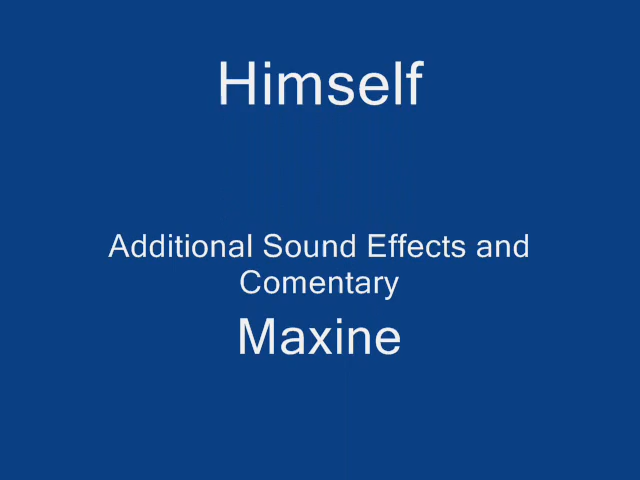 Himself
Additional Sound Effects and
Comentary
Maxine